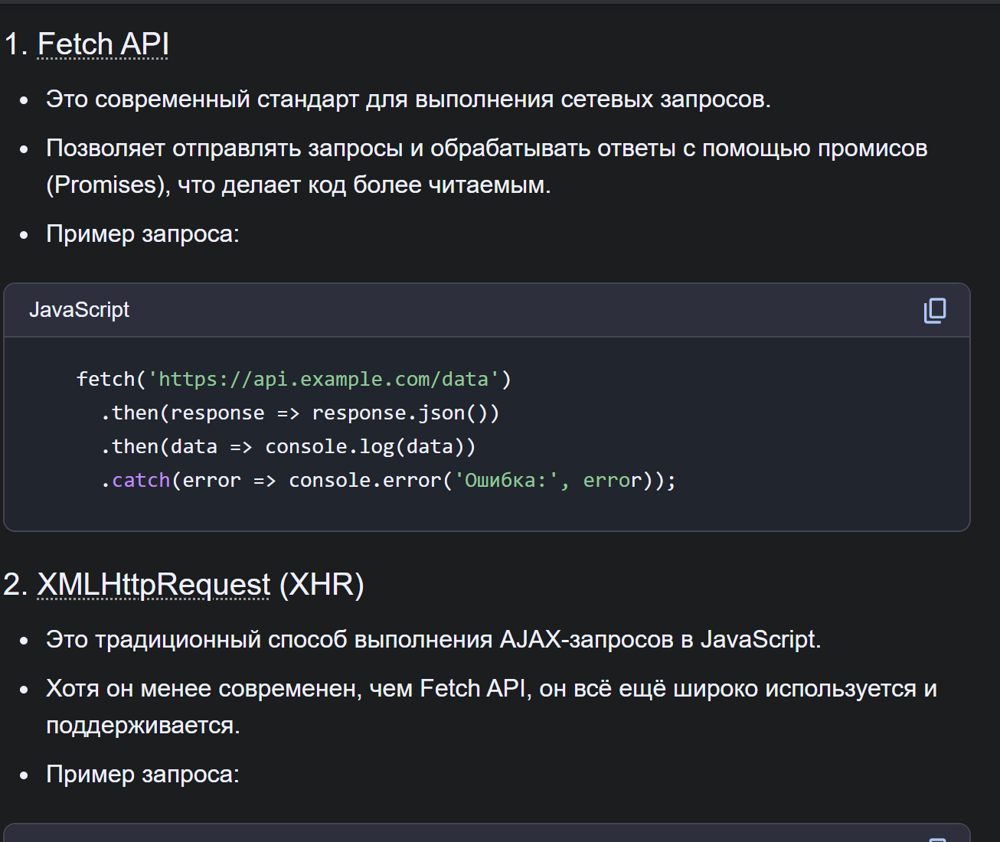 1. Fetch API
• Это современный стандарт для выполнения сетевых запросов.
• Позволяет отправлять запросы и обрабатывать ответы с помощью промисов
(Promises), что делает код более читаемым.
• Пример запроса:
JavaScript
fetch('https://api.example.com/data')
  .then(response => response.json())
  .then(data => console.log(data))
  .catch(error => console.error('Ошибка:', error));
2. XMLHttpRequest (XHR)
• Это традиционный способ выполнения AJAX-запросов в JavaScript.
• Хотя он менее современен, чем Fetch API, он всё ещё широко используется и
поддерживается.
• Пример запроса: